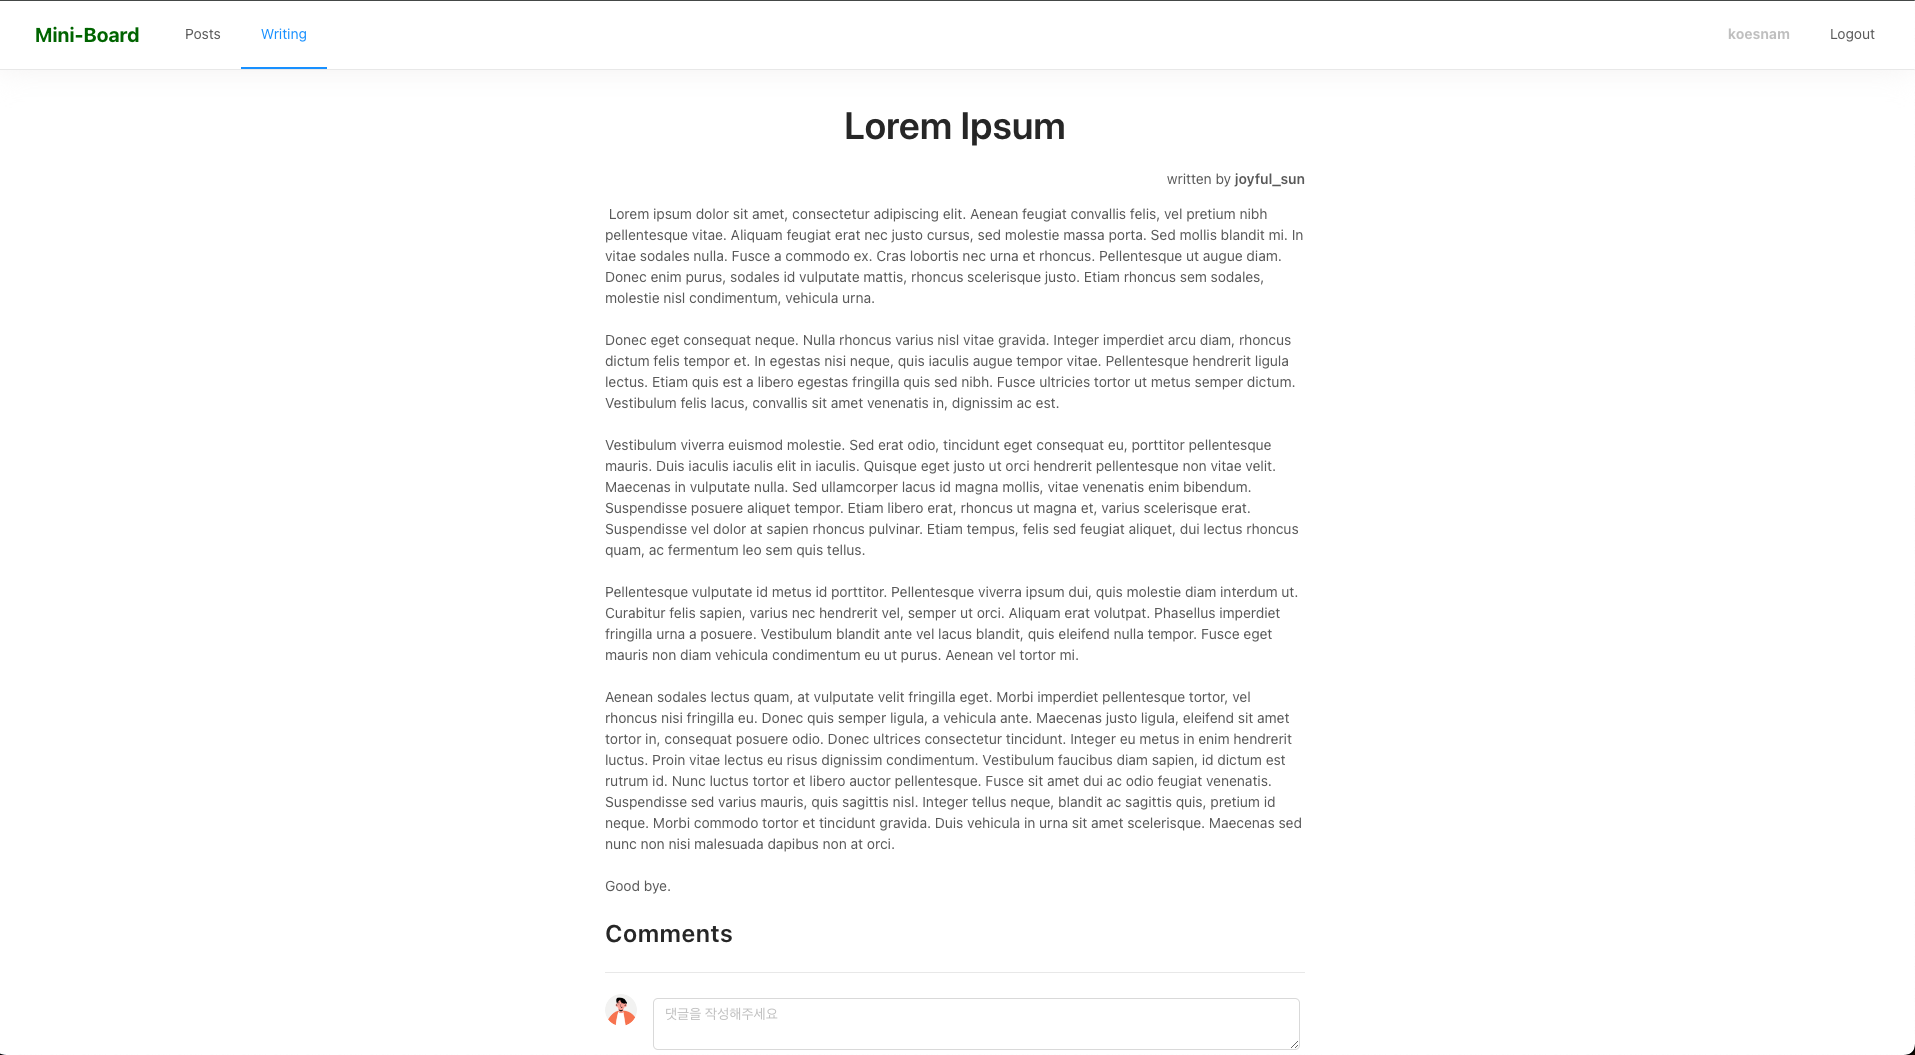 Mini-Board
Posts
Writing
koesnam
Logout
Lorem Ipsum
written by joyful_sun
Lorem ipsum dolor sit amet, consectetur adipiscing elit. Aenean feugiat convallis felis, vel pretium nibh
pellentesque vitae. Aliquam feugiat erat nec justo cursus, sed molestie massa porta. Sed mollis blandit mi. In
vitae sodales nulla. Fusce a commodo ex. Cras lobortis nec urna et rhoncus. Pellentesque ut augue diam.
Donec enim purus, sodales id vulputate mattis, rhoncus scelerisque justo. Etiam rhoncus sem sodales,
molestie nisl condimentum, vehicula urna.
Donec eget consequat neque. Nulla rhoncus varius nisl vitae gravida. Integer imperdiet arcu diam, rhoncus
dictum felis tempor et. In egestas nisi neque, quis iaculis augue tempor vitae. Pellentesque hendrerit ligula
lectus. Etiam quis est a libero egestas fringilla quis sed nibh. Fusce ultricies tortor ut metus semper dictum.
Vestibulum felis lacus, convallis sit amet venenatis in, dignissim ac est.
Vestibulum viverra euismod molestie. Sed erat odio, tincidunt eget consequat eu, porttitor pellentesque
mauris. Duis iaculis iaculis elit in iaculis. Quisque eget justo ut orci hendrerit pellentesque non vitae velit.
Maecenas in vulputate nulla. Sed ullamcorper lacus id magna mollis, vitae venenatis enim bibendum.
Suspendisse posuere aliquet tempor. Etiam libero erat, rhoncus ut magna et, varius scelerisque erat.
Suspendisse vel dolor at sapien rhoncus pulvinar. Etiam tempus, felis sed feugiat aliquet, dui lectus rhoncus
quam, ac fermentum leo sem quis tellus.
Pellentesque vulputate id metus id porttitor. Pellentesque viverra ipsum dui, quis molestie diam interdum ut.
Curabitur felis sapien, varius nec hendrerit vel, semper ut orci. Aliquam erat volutpat. Phasellus imperdiet
fringilla urna a posuere. Vestibulum blandit ante vel lacus blandit, quis eleifend nulla tempor. Fusce eget
mauris non diam vehicula condimentum eu ut purus. Aenean vel tortor mi.
Aenean sodales lectus quam, at vulputate velit fringilla eget. Morbi imperdiet pellentesque tortor, vel
rhoncus nisi fringilla eu. Donec quis semper ligula, a vehicula ante. Maecenas justo ligula, eleifend sit amet
tortor in, consequat posuere odio. Donec ultrices consectetur tincidunt. Integer eu metus in enim hendrerit
luctus. Proin vitae lectus eu risus dignissim condimentum. Vestibulum faucibus diam sapien, id dictum est
rutrum id. Nunc luctus tortor et libero auctor pellentesque. Fusce sit amet dui ac odio feugiat venenatis.
Suspendisse sed varius mauris, quis sagittis nisl. Integer tellus neque, blandit ac sagittis quis, pretium id
neque. Morbi commodo tortor et tincidunt gravida. Duis vehicula in urna sit amet scelerisque. Maecenas sed
nunc non nisi malesuada dapibus non at orci.
Good bye.
Comments
댓글을 작성해주세요